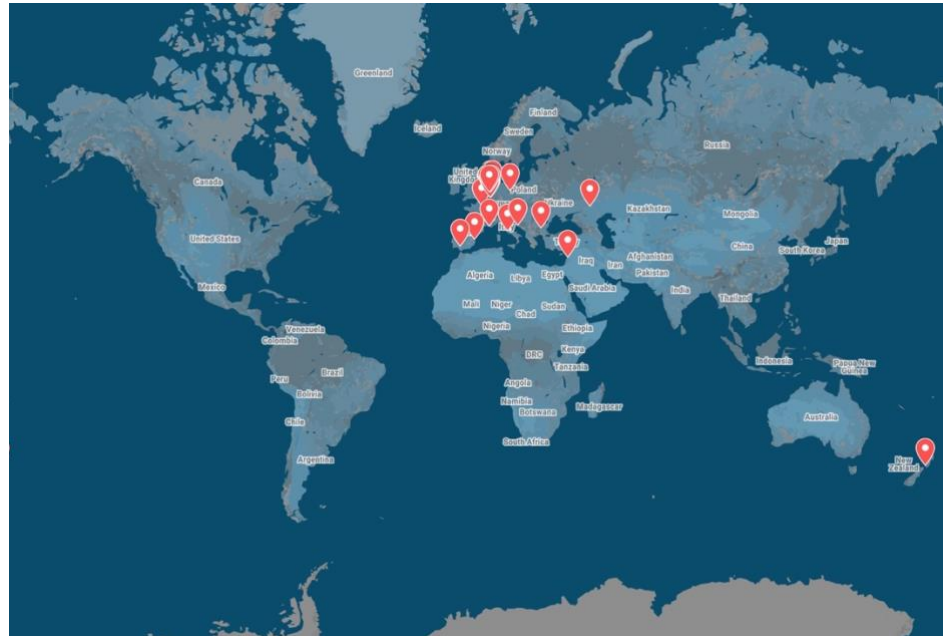 Greenland
Iceland
Finland
Sweden
Norway
Russia
United
Kingdom
Canada
Poland
Ukraine
Kazakhstan
Mongolia
United States
Italy
China
Japan
South Korea
Afghanistan
Iraq
Iran
Pakistan
Algeria
Libya
Egypt
Saudi Arabia
India
Mexico
Mali
Niger
Chad
Sudan
Thailand
Nigeria
Ethiopia
Venezuela
Colombia
Kenya
DRC
Tanzania
Indonesia
Papua New
Guinea
Peru
Brazil
Bolivia
Angola
Namibia
Botswana
Madagascar
Chile
Australia
South Africa
Argentina
New
Zealand